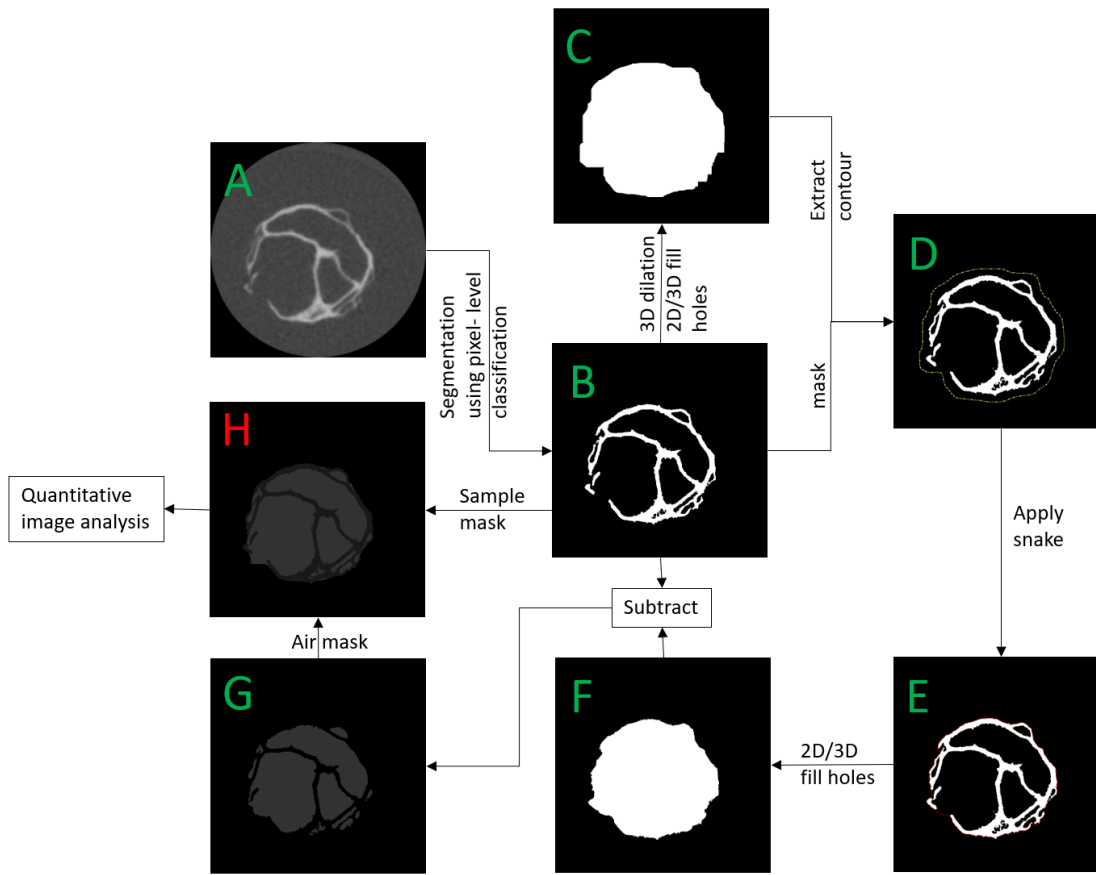 C
A
Extract
contour
D
3D dilation
2D/3D fill
holes
Segmentation
using pixel- level
classification
B
mask
H
Quantitative
image analysis
Sample
mask
Apply
snake
Subtract
Air mask
G
F
E
2D/3D
fill holes